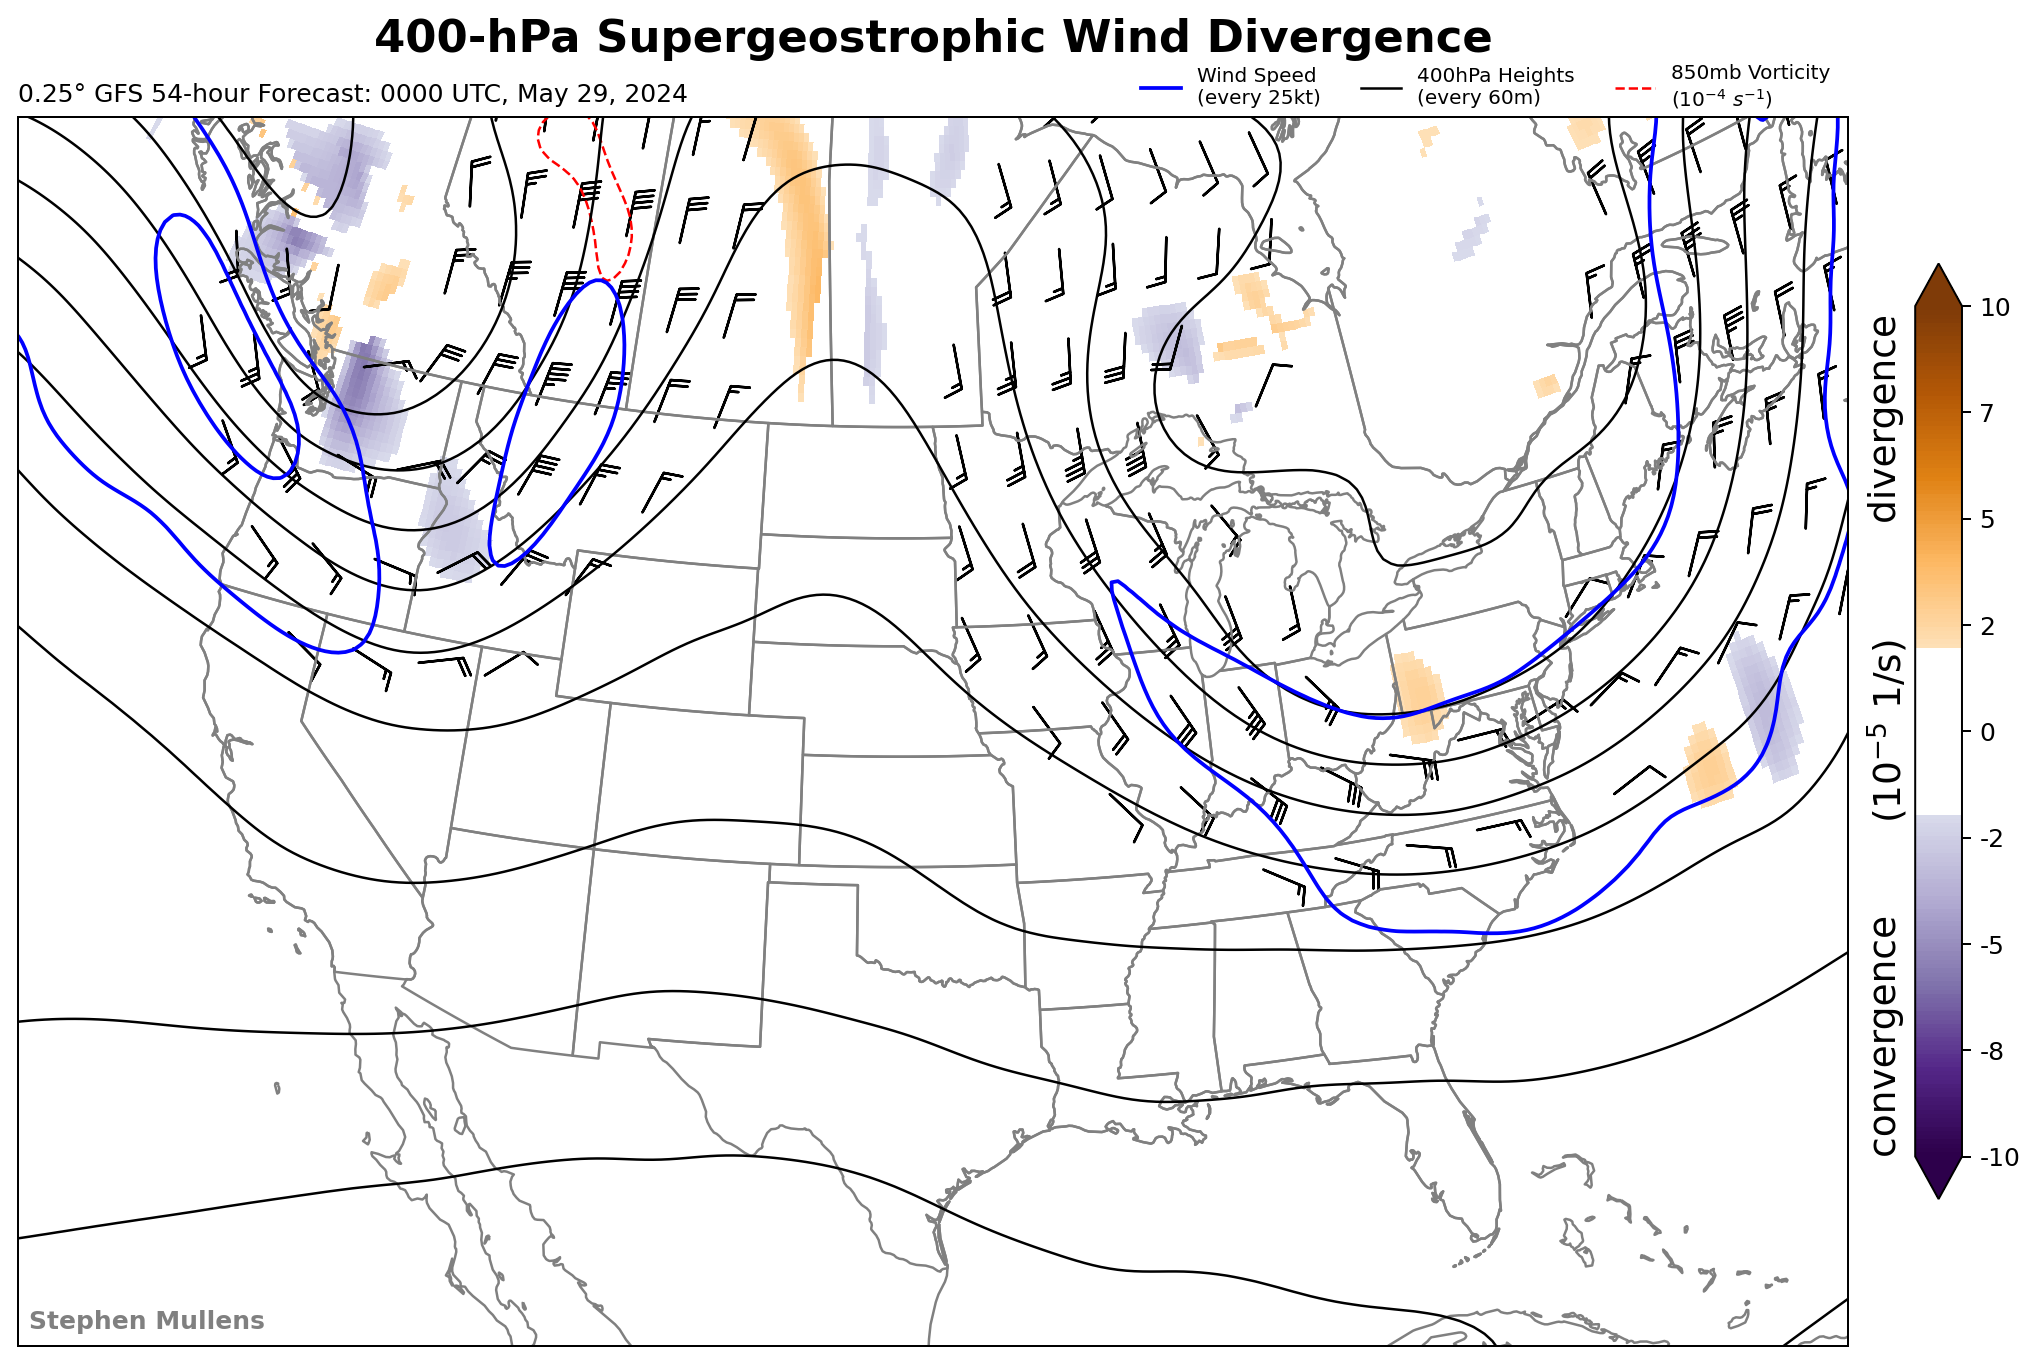 400-hPa Supergeostrophic Wind Divergence
0.25° GFS 54-hour Forecast: 0000 UTC, May 29, 2024
Wind Speed
(every 25kt)
400hPa Heights
(every 60m)
850mb Vorticity
(10⁻⁴ s⁻¹)
10
7
5
2
0
-2
-5
-8
-10
convergence (10⁻⁵ 1/s) divergence
Stephen Mullens